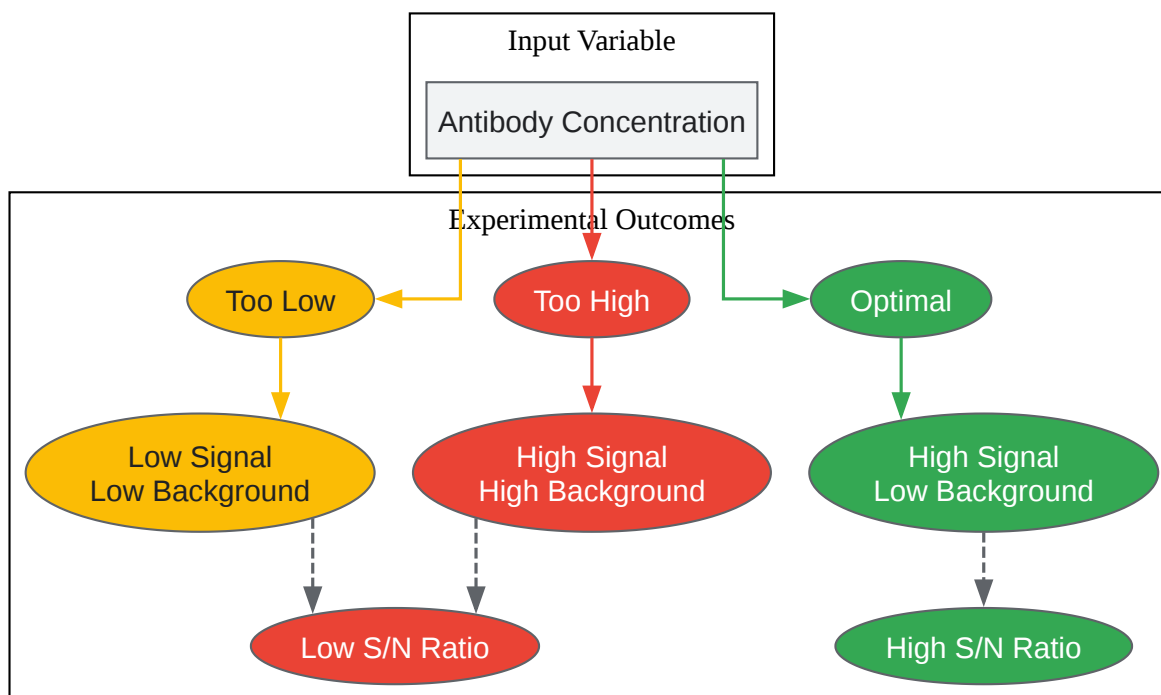 Input Variable
Antibody Concentration
Experimental Outcomes
Too Low
Too High
Optimal
Low Signal
Low Background
High Signal
High Background
High Signal
Low Background
Low S/N Ratio
High S/N Ratio